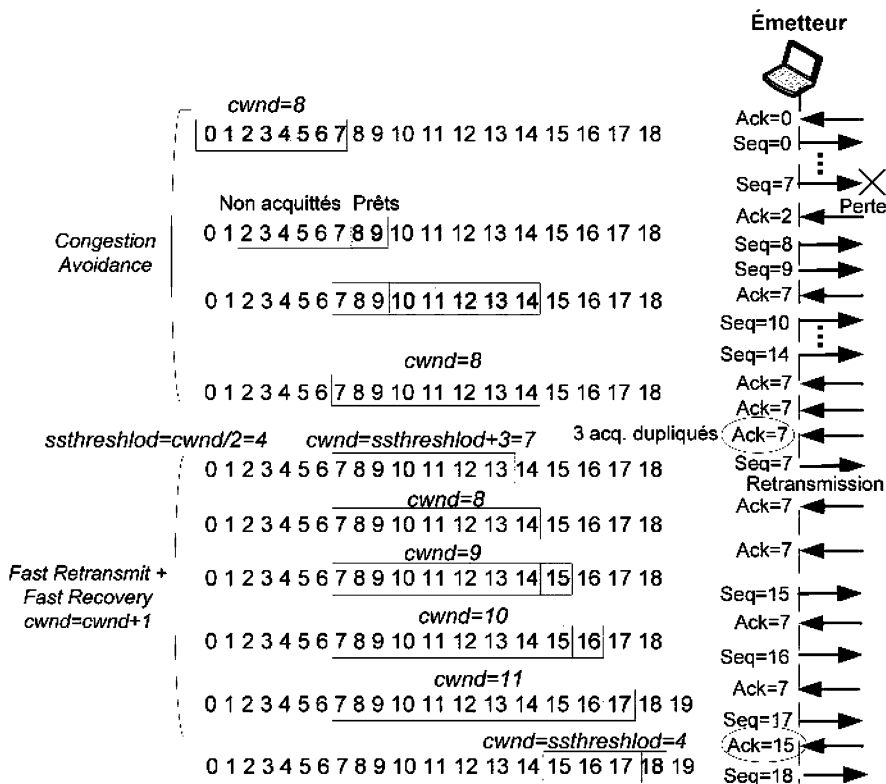 Émetteur
cwnd=8
Ack=0
0 1 2 3 4 5 6 7 8 9 10 11 12 13 14 15 16 17 18
Seq=0
Seq=7
Perte
Non acquittés Prêts
Ack=2
Congestion
Avoidance
0 1 2 3 4 5 6 7 8 9 10 11 12 13 14 15 16 17 18
Seq=8
Seq=9
0 1 2 3 4 5 6 7 8 9 10 11 12 13 14 15 16 17 18
Ack=7
Seq=10
Seq=14
cwnd=8
0 1 2 3 4 5 6 7 8 9 10 11 12 13 14 15 16 17 18
Ack=7
Ack=7
ssthreshlod=cwnd/2=4 cwnd=ssthreshlod+3=7 3 acq. dupliqués Ack=7
0 1 2 3 4 5 6 7 8 9 10 11 12 13 14 15 16 17 18
Seq=7
Retransmission
cwnd=8
Ack=7
0 1 2 3 4 5 6 7 8 9 10 11 12 13 14 15 16 17 18
cwnd=9
Ack=7
Fast Retransmit +
Fast Recovery
cwnd=cwnd+1
0 1 2 3 4 5 6 7 8 9 10 11 12 13 14 15 16 17 18
Seq=15
cwnd=10
Ack=7
0 1 2 3 4 5 6 7 8 9 10 11 12 13 14 15 16 17 18
Seq=16
cwnd=11
Ack=7
0 1 2 3 4 5 6 7 8 9 10 11 12 13 14 15 16 17 18 19
Seq=17
cwnd=ssthreshlod=4
Ack=15
0 1 2 3 4 5 6 7 8 9 10 11 12 13 14 15 16 17 18 19
Seq=18